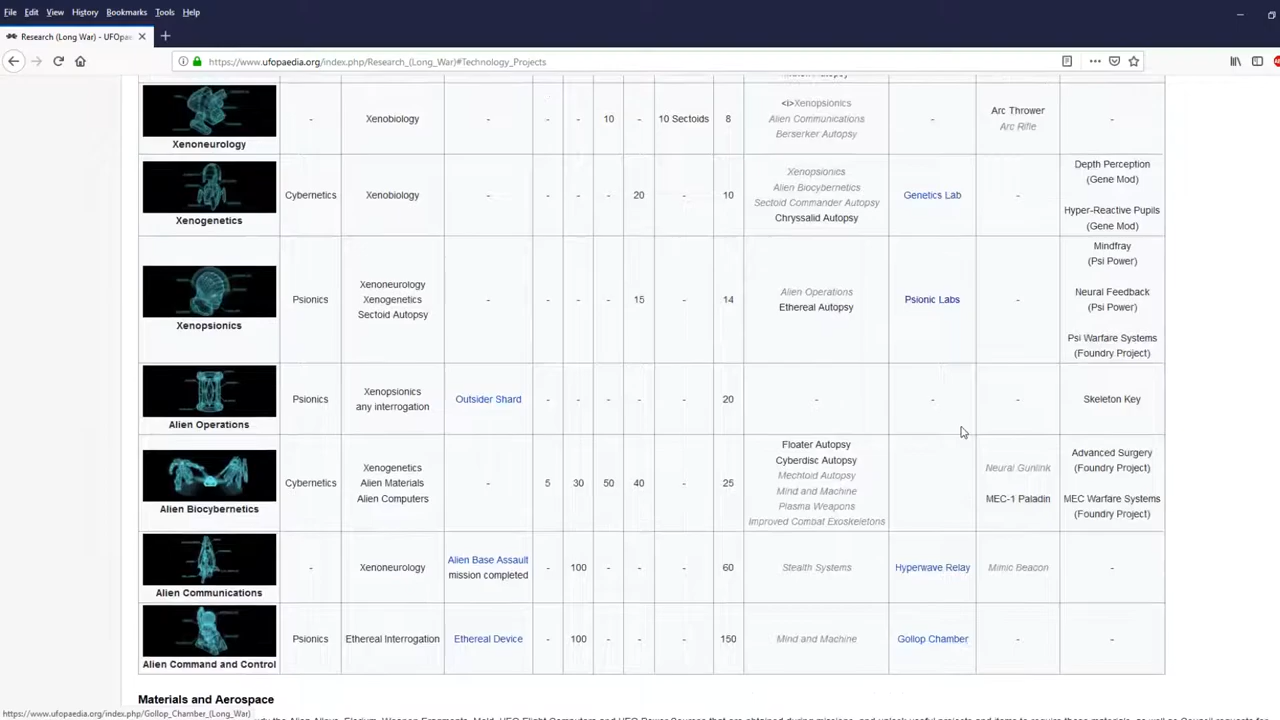 File Edit View History Bookmarks Tools Help
Research (Long War) - UFOpae
https://www.ufopaedia.org/index.php/Research_(Long_War)#Technology_Projects
Xenoneurology
-
Xenobiology
-
-
-
10
-
10 Sectoids
8
<i>Xenopsionics
Alien Communications
Berserker Autopsy
-
Arc Thrower
Arc Rifle
-
Xenogenetics
Cybernetics
Xenobiology
-
-
-
-
20
-
10
Xenopsionics
Alien Biocybernetics
Sectoid Commander Autopsy
Chryssalid Autopsy
Genetics Lab
-
Depth Perception
(Gene Mod)
Hyper-Reactive Pupils
(Gene Mod)
Xenopsionics
Psionics
Xenoneurology
Xenogenetics
Sectoid Autopsy
-
-
-
-
15
-
14
Alien Operations
Ethereal Autopsy
Psionic Labs
-
Mindfray
(Psi Power)
Neural Feedback
(Psi Power)
Psi Warfare Systems
(Foundry Project)
Alien Operations
Psionics
Xenopsionics
any interrogation
Outsider Shard
-
-
-
-
-
20
-
-
-
Skeleton Key
Alien Biocybernetics
Cybernetics
Xenogenetics
Alien Materials
Alien Computers
-
5
30
50
40
-
25
Floater Autopsy
Cyberdisc Autopsy
Mechtoid Autopsy
Mind and Machine
Plasma Weapons
Improved Combat Exoskeletons
Neural Gunlink
MEC-1 Paladin
Advanced Surgery
(Foundry Project)
MEC Warfare Systems
(Foundry Project)
Alien Communications
-
Xenoneurology
Alien Base Assault
mission completed
-
100
-
-
-
60
Stealth Systems
Hyperwave Relay
Mimic Beacon
-
Alien Command and Control
Psionics
Ethereal Interrogation
Ethereal Device
-
100
-
-
-
150
Mind and Machine
Gollop Chamber
-
-
Materials and Aerospace
https://www.ufopaedia.org/index.php/Gollop_Chamber_(Long_War)